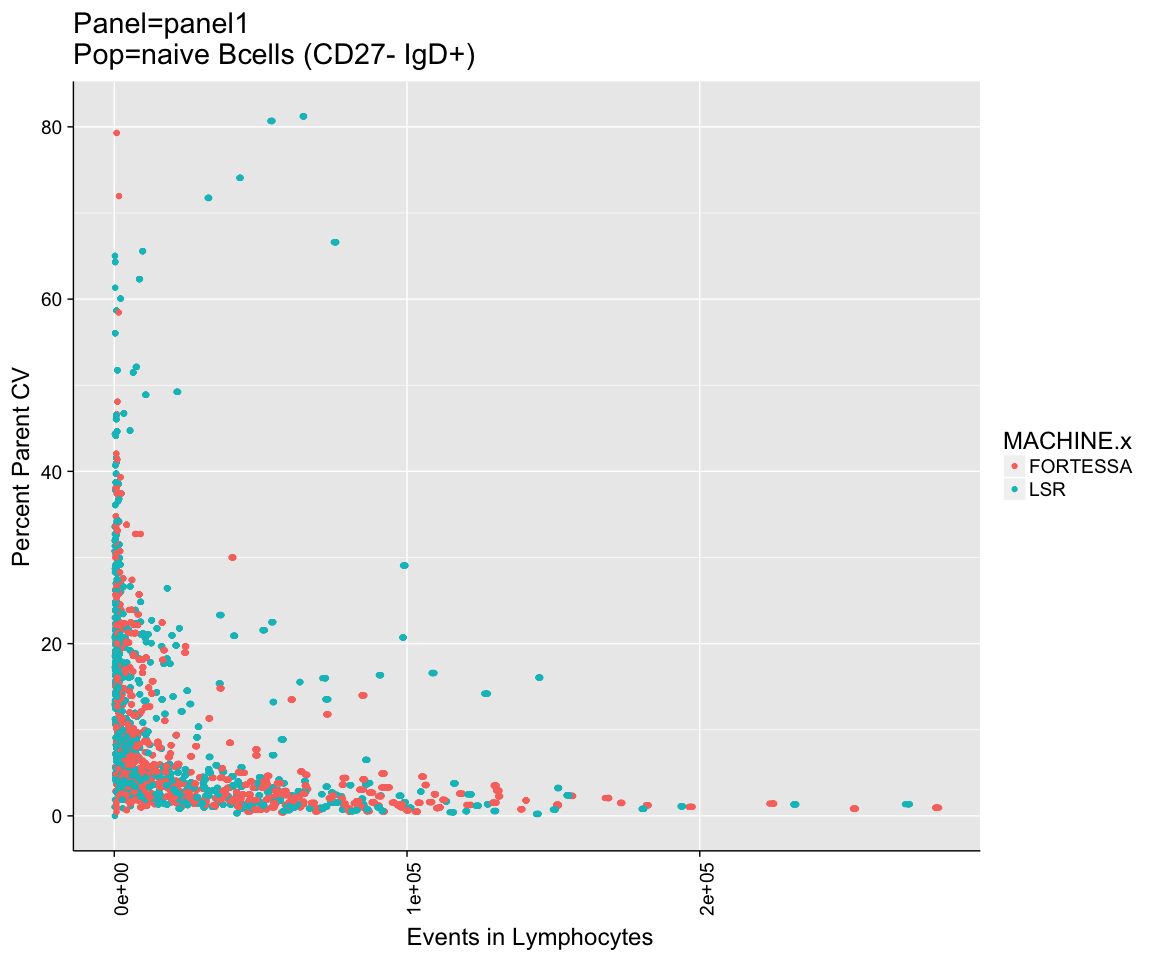 Panel=panel1
Pop=naive Bcells (CD27- IgD+)
80
60
40
20
0
Percent Parent CV
0e+00
1e+05
2e+05
Events in Lymphocytes
MACHINE.x
FORTESSA
LSR